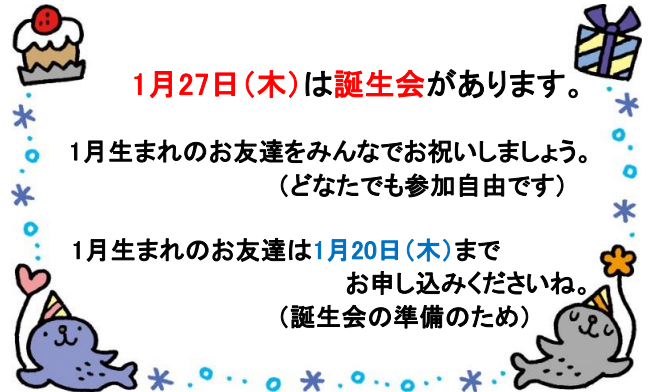 1月27日（木）は誕生会があります。
1月生まれのお友達をみんなでお祝いしましょう。
（どなたでも参加自由です）
1月生まれのお友達は1月20日（木）まで
お申し込みくださいね。
（誕生会の準備のため）